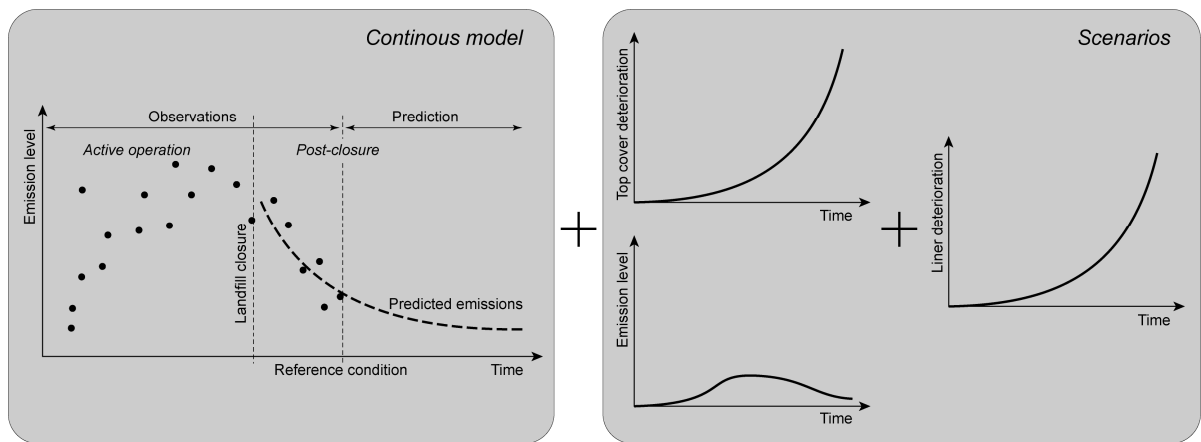 Continous model
Observations
Prediction
Active operation
Post-closure
Emission level
Landfill closure
Predicted emissions
Reference condition
Time
+
Scenarios
Top cover deterioration
Time
Emission level
Time
+
Liner deterioration
Time